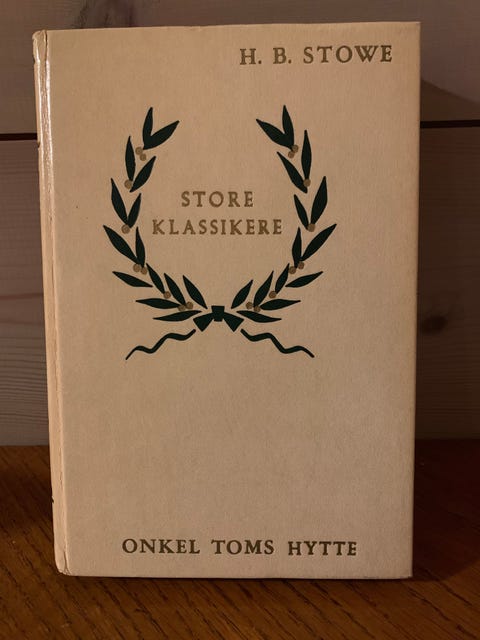 H. B. STOWE
STORE
KLASSIKERE
ONKEL TOMS HYTTE